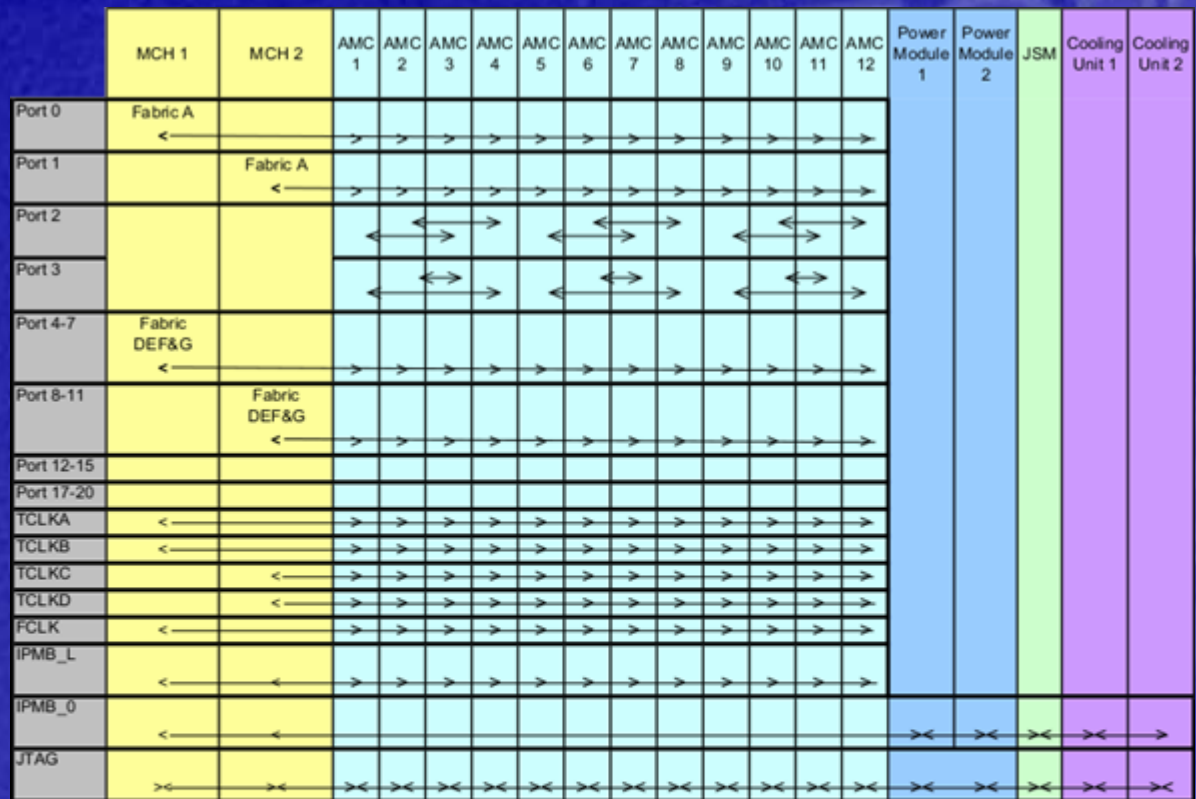 MCH 1
MCH 2
AMC 1
AMC 2
AMC 3
AMC 4
AMC 5
AMC 6
AMC 7
AMC 8
AMC 9
AMC 10
AMC 11
AMC 12
Power
Module
1
Power
Module
2
JSM
Cooling
Unit 1
Cooling
Unit 2
Port 0
Fabric A
Port 1
Fabric A
Port 2
Port 3
Port 4-7
Fabric
DEF&G
Port 8-11
Fabric
DEF&G
Port 12-15
Port 17-20
TCLKA
TCLKB
TCLKC
TCLKD
FCLK
IPMB_L
IPMB_0
JTAG